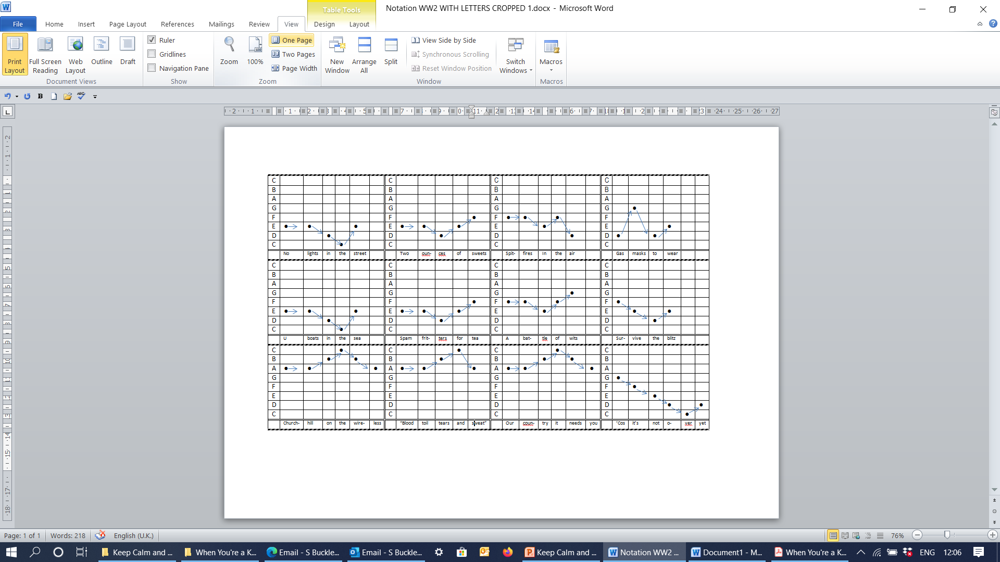 Table Tools
Notation WW2 WITH LETTERS CROPPED 1.docx - Microsoft Word
File Home Insert Page Layout References Mailings Review View Design Layout
Print Layout
Full Screen Reading
Web Layout
Outline
Draft
Document Views
Ruler
Gridlines
Navigation Pane
Show
Zoom
100%
One Page
Two Pages
Page Width
Zoom
New Window
Arrange All
Split
View Side by Side
Synchronous Scrolling
Reset Window Position
Window
Switch Windows
Macros
Macros
C C C C
B B B B
A A A A
G G G G
F F F F
E E E E
D D D D
C C C C
No lights in the street Two oun- ces of sweets Spit- fires In the air Gas masks to wear
C C C C
B B B B
A A A A
G G G G
F F F F
E E E E
D D D D
C C C C
U boats in the sea Spam frit- ters for tea A bat- tle of wits Sur- vive the blitz
C C C C
B B B B
A A A A
G G G G
F F F F
E E E E
D D D D
C C C C
Church- hill on the wire- less "Blood toil tears and sweat" Our coun- try it needs you 'Cos it's not o- ver yet
Page: 1 of 1 Words: 218 English (U.K.) 76%
Keep Calm and ... When You're a K... Email - S Buckle... Email - S Buckle... Keep Calm and ... Notation WW2 ... Document1 - M... When You're a K... ENG 12:06